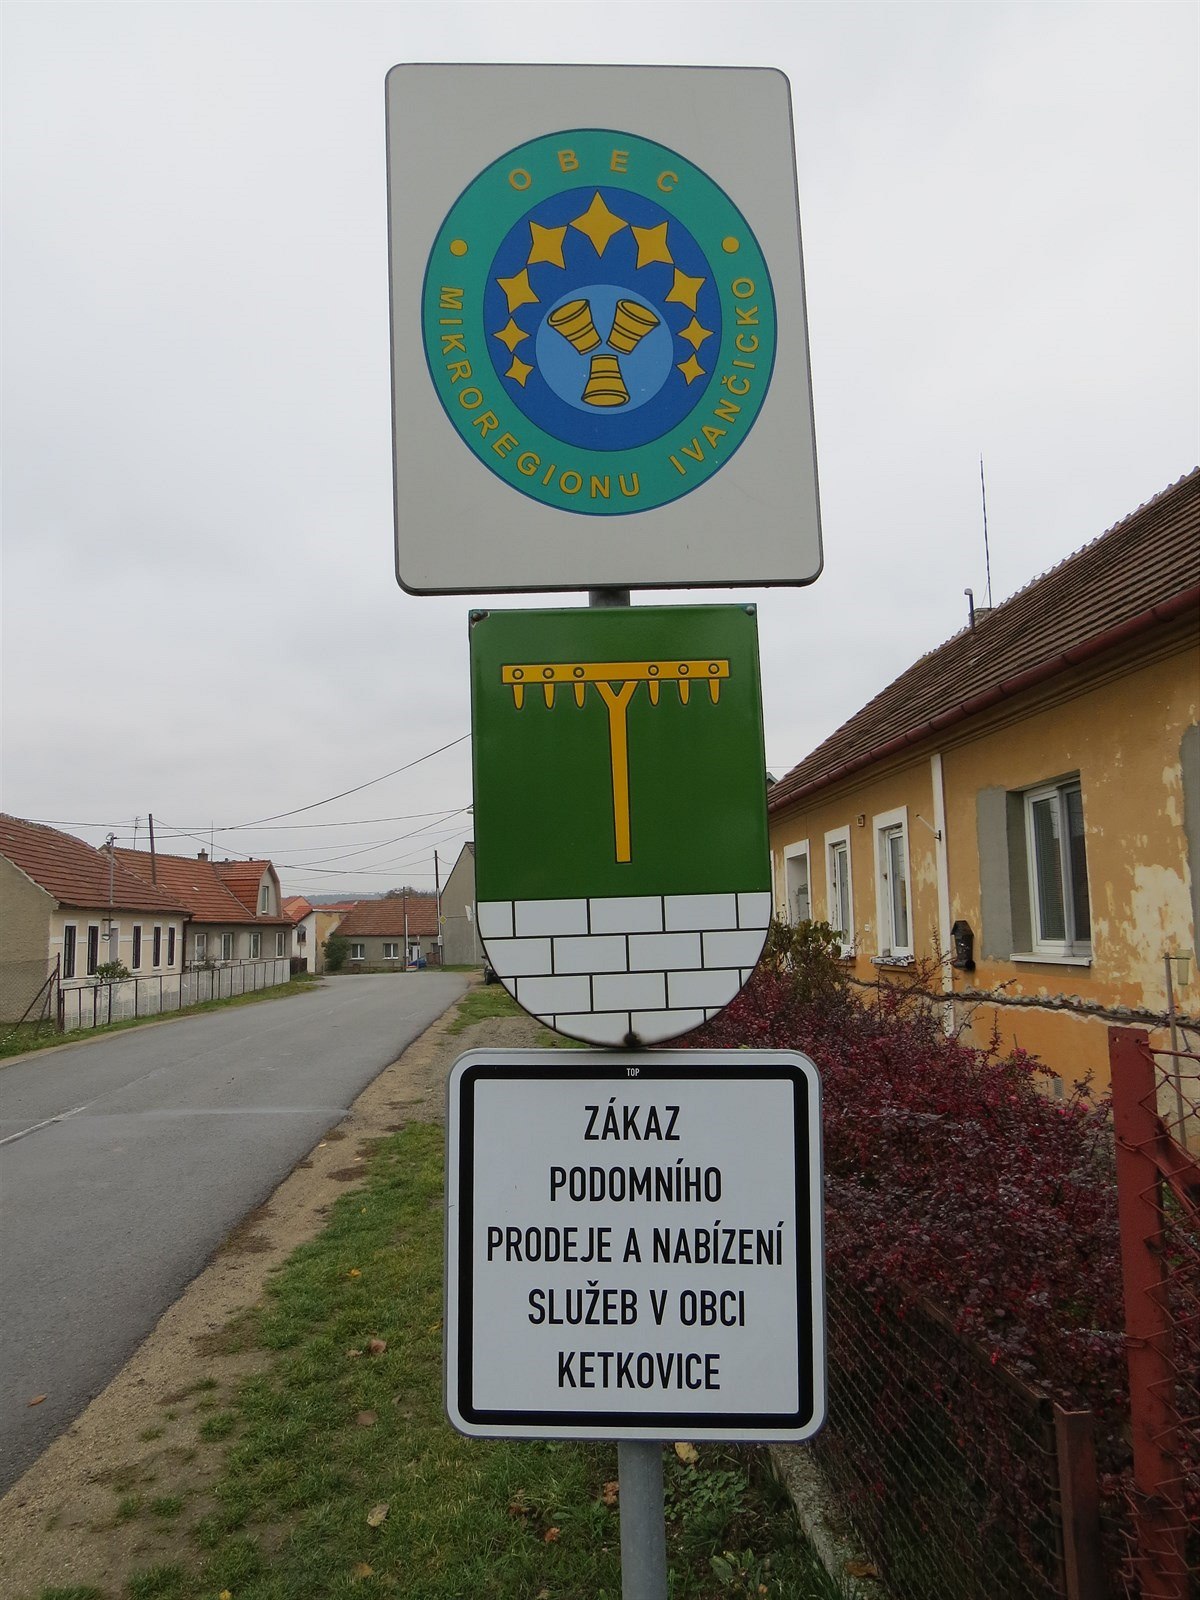 OBEC
MIKROREGIONU IVANČICKO
TOP
ZÁKAZ
PODOMNÍHO
PRODEJE A NABÍZENÍ
SLUŽEB V OBCI
KETKOVICE